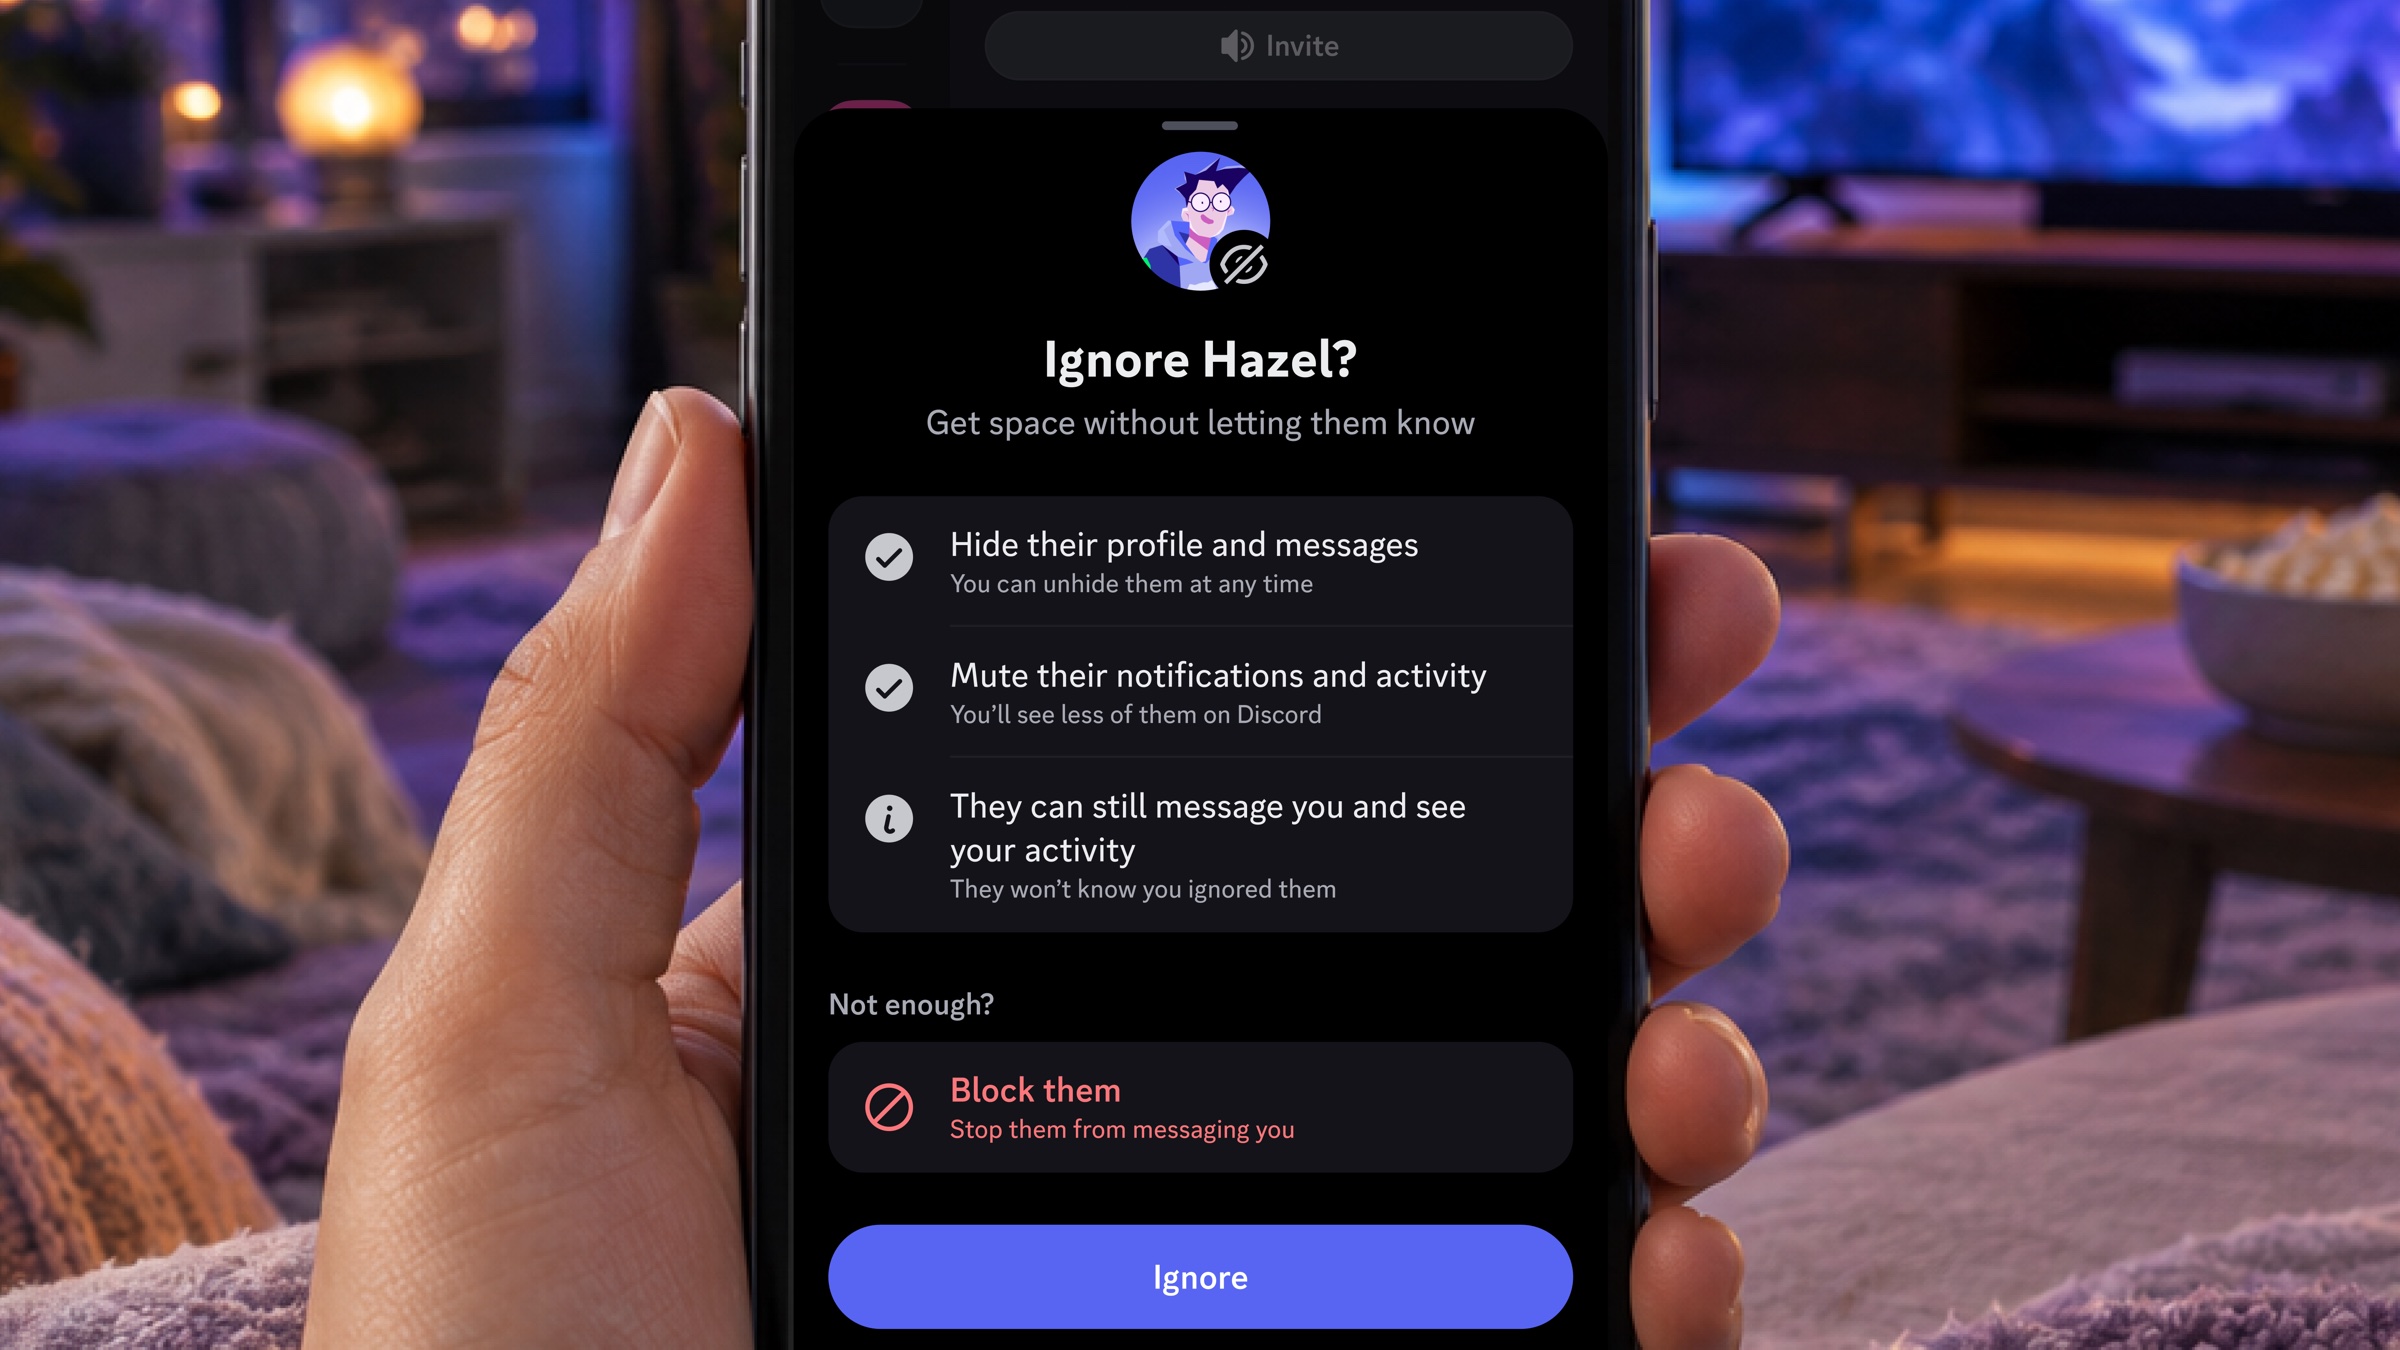 Invite
Ignore Hazel?
Get space without letting them know
Hide their profile and messages
You can unhide them at any time
Mute their notifications and activity
You’ll see less of them on Discord
They can still message you and see
your activity
They won’t know you ignored them
Not enough?
Block them
Stop them from messaging you
Ignore